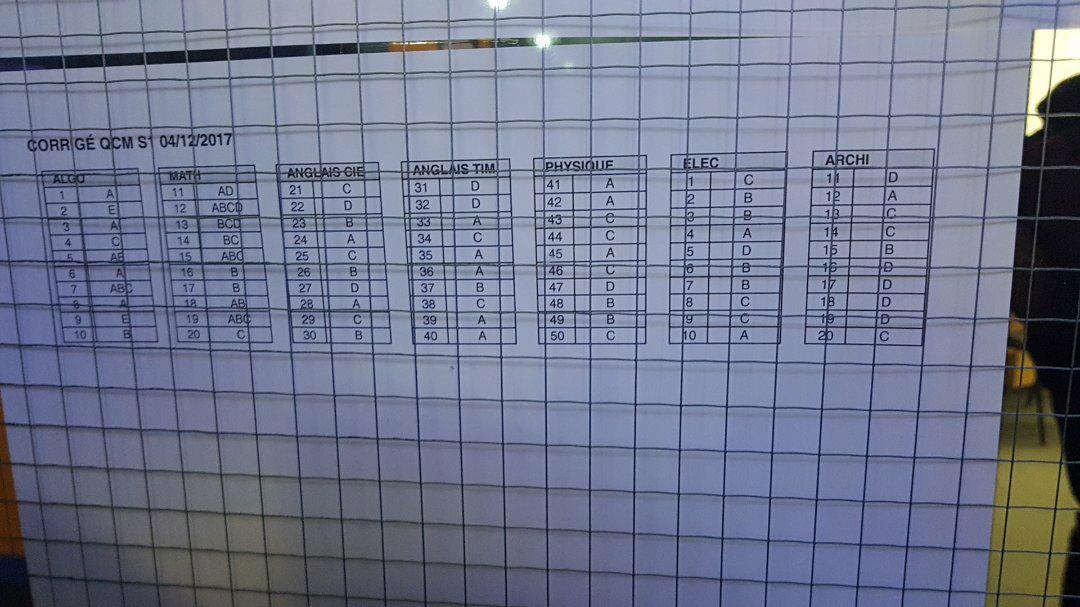 CORRIGÉ QCM S1 04/12/2017
ALGO MATH ANGLAIS CIE ANGLAIS TIM PHYSIQUE ELEC ARCHI
1 A 11 AD 21 C 31 D 41 A 1 C 11 D
2 E 12 ABCD 22 D 32 D 42 A 2 B 12 A
3 A 13 BCD 23 B 33 A 43 C 3 B 13 C
4 C 14 BC 24 A 34 C 44 C 4 A 14 C
5 AB 15 ABC 25 C 35 A 45 A 5 D 15 B
6 A 16 B 26 B 36 A 46 C 6 B 16 D
7 ABC 17 B 27 D 37 B 47 D 7 B 17 D
8 A 18 AB 28 A 38 C 48 B 8 C 18 D
9 E 19 ABC 29 C 39 A 49 B 9 C 19 D
10 B 20 C 30 B 40 A 50 C 10 A 20 C